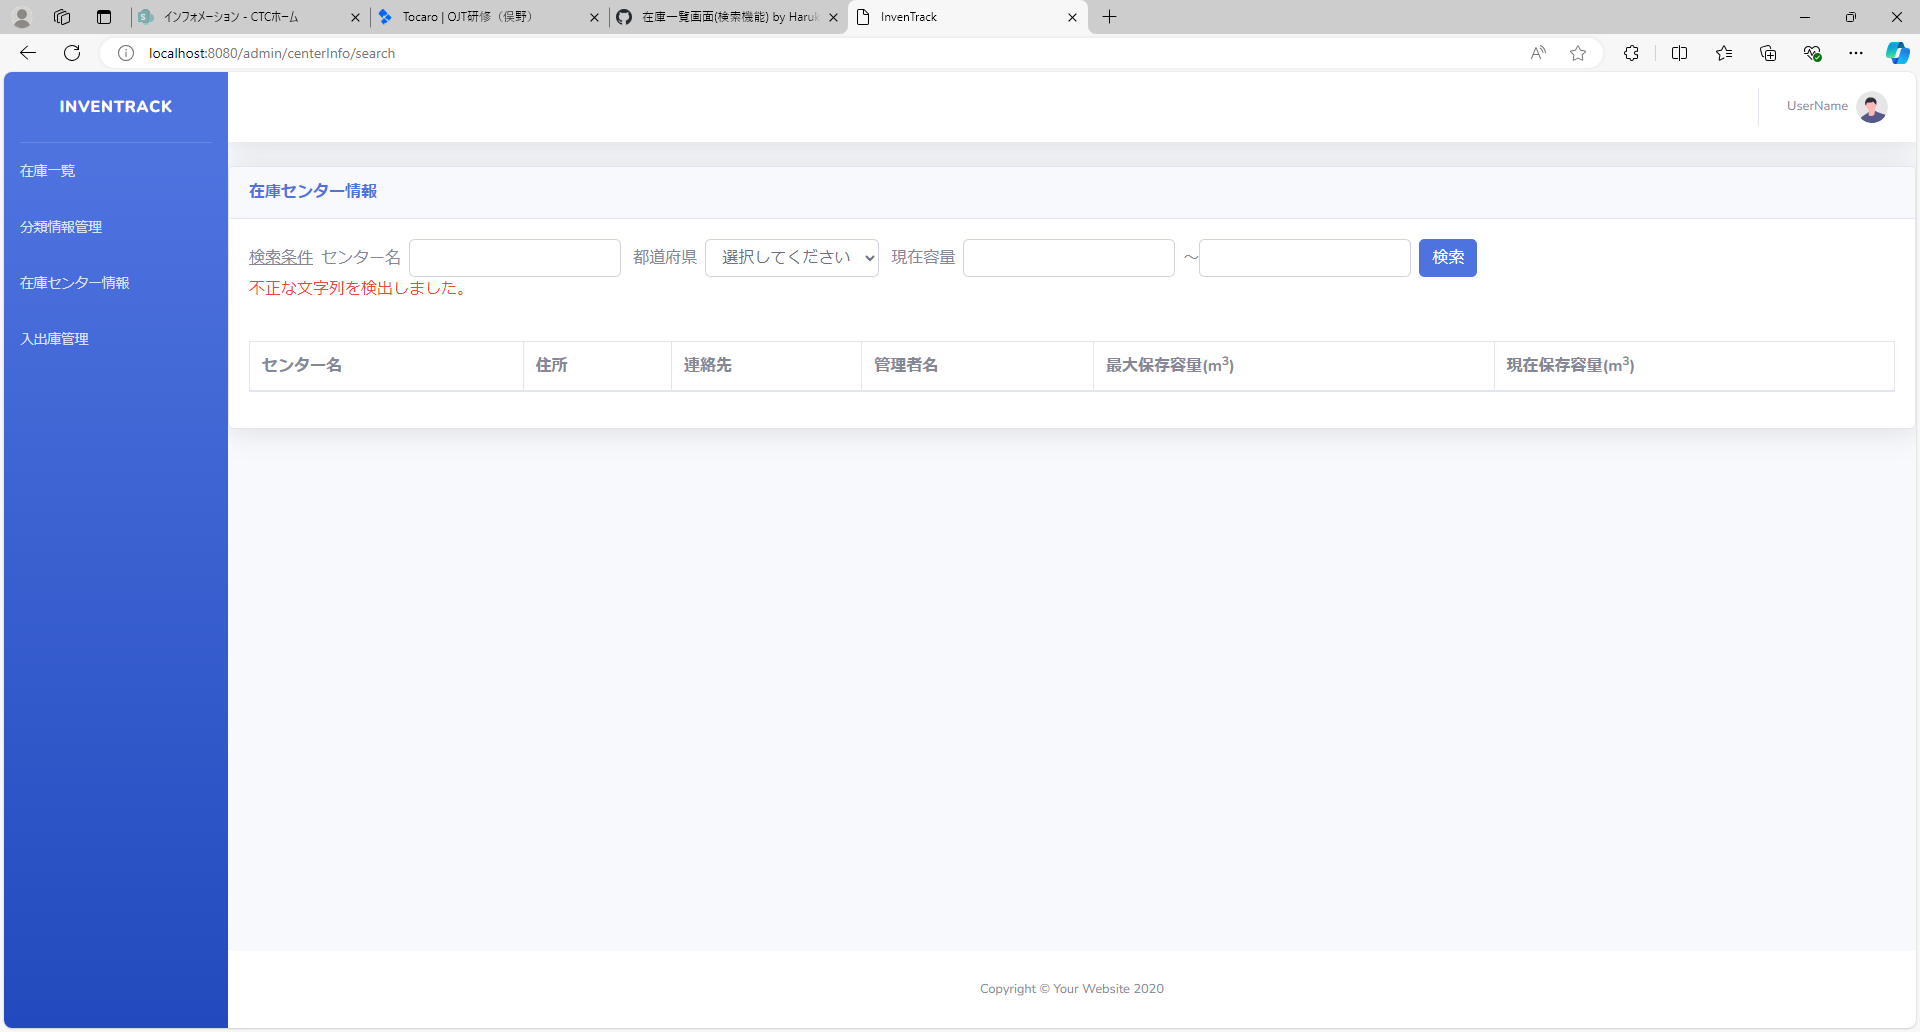 インフォメーション - CTCホーム
Tocaro | OJT研修（俣野）
在庫一覧画面(検索機能) by Haruk
InvenTrack
localhost:8080/admin/centerInfo/search
INVENTRACK
UserName
在庫一覧
分類情報管理
在庫センター情報
入出庫管理
在庫センター情報
検索条件 センター名 都道府県 選択してください 現在容量 ～ 検索
不正な文字列を検出しました。
センター名 住所 連絡先 管理者名 最大保存容量(m³) 現在保存容量(m³)
Copyright © Your Website 2020